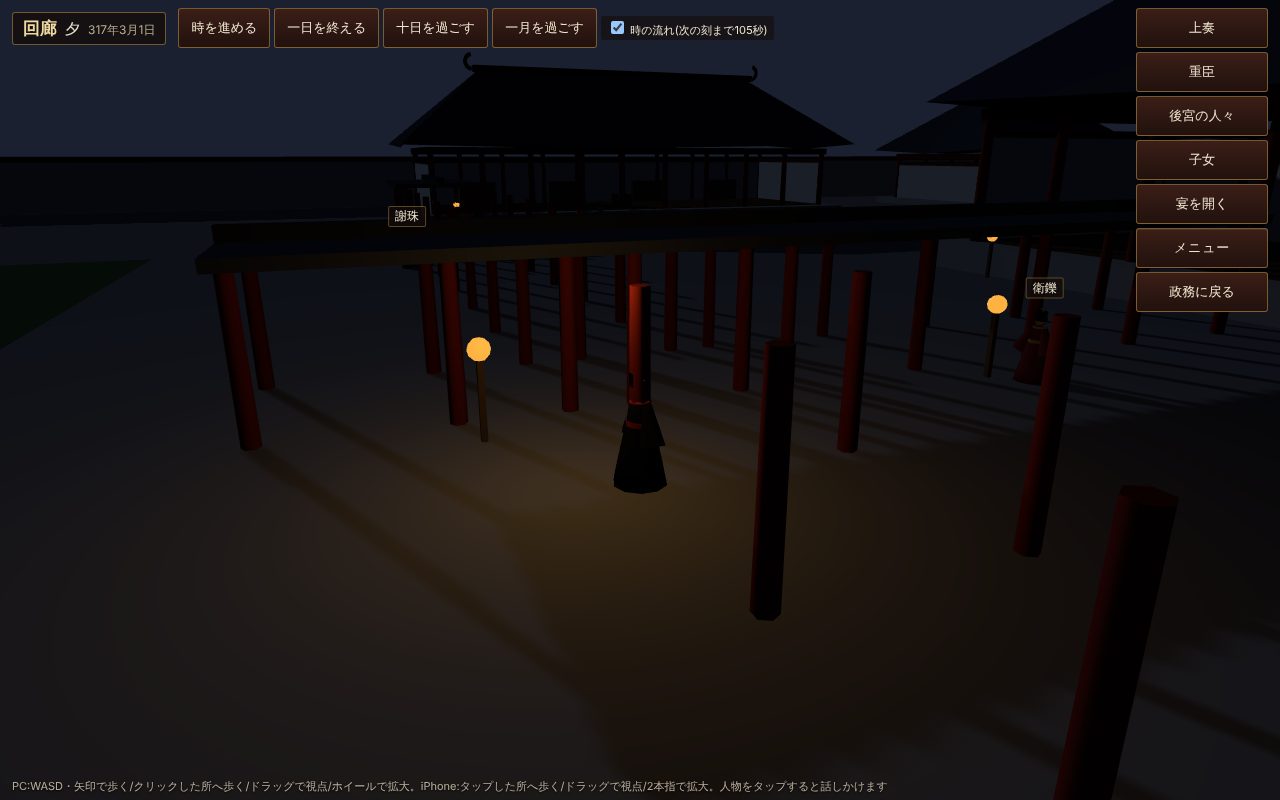 回廊 夕 317年3月1日
時を進める
一日を終える
十日を過ごす
一月を過ごす
時の流れ(次の刻まで105秒)
上奏
重臣
後宮の人々
子女
宴を開く
メニュー
政務に戻る
謝珠
衛鑠
PC:WASD・矢印で歩く/クリックした所へ歩く/ドラッグで視点/ホイールで拡大。iPhone:タップした所へ歩く/ドラッグで視点/2本指で拡大。人物をタップすると話しかけます